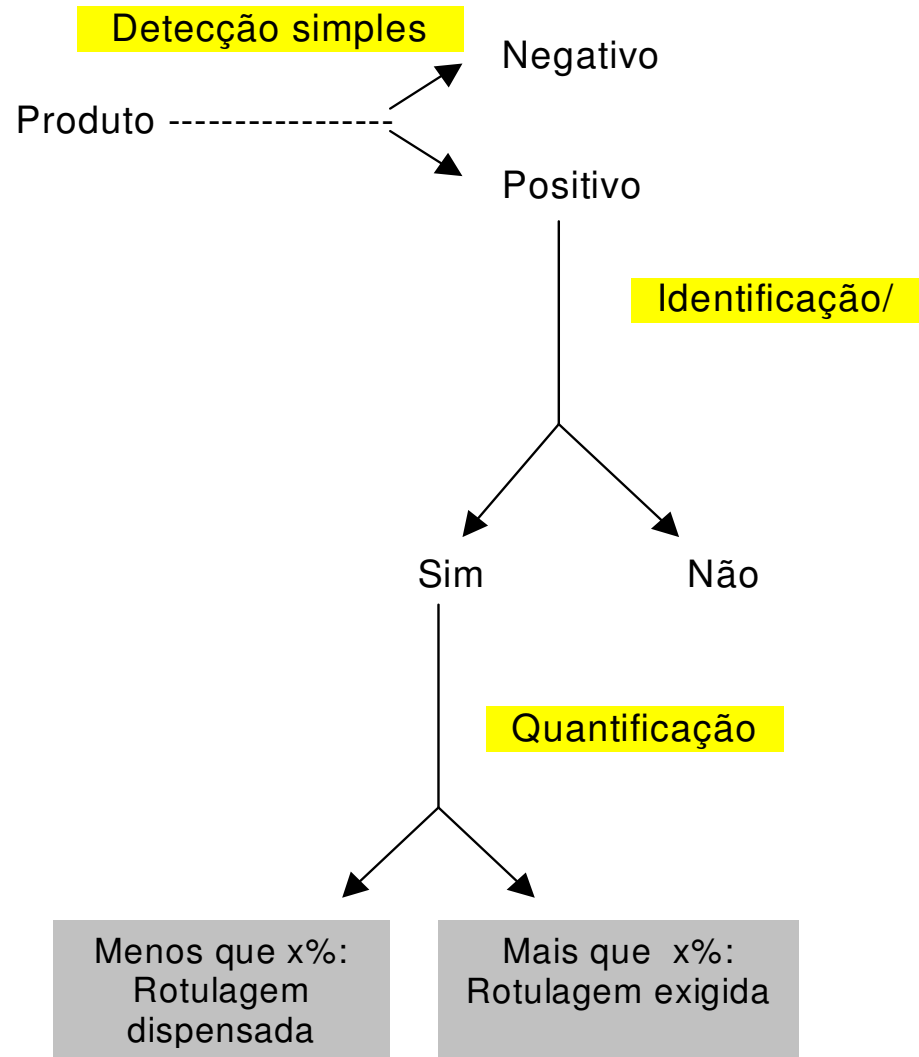 Detecção simples
Negativo
Produto -----------------
Positivo
Identificação/
Sim
Não
Quantificação
Menos que x%:
Rotulagem
dispensada
Mais que x%:
Rotulagem exigida